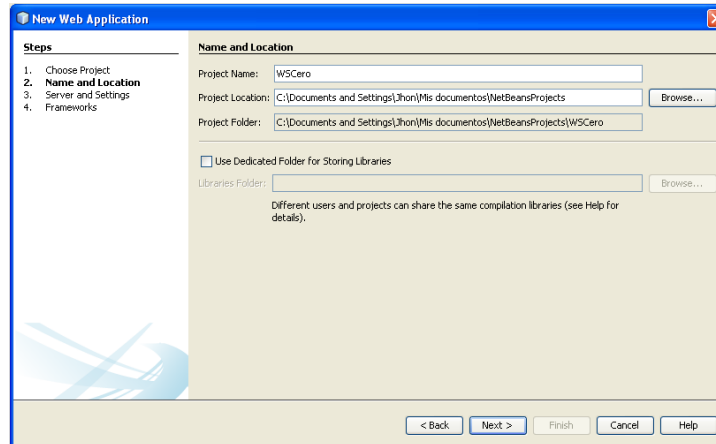 New Web Application
Steps
1. Choose Project
2. Name and Location
3. Server and Settings
4. Frameworks
Name and Location
Project Name: WSCero
Project Location: C:\Documents and Settings\Jhon\Mis documentos\NetBeansProjects Browse...
Project Folder: C:\Documents and Settings\Jhon\Mis documentos\NetBeansProjects\WSCero
Use Dedicated Folder for Storing Libraries
Libraries Folder: Browse...
Different users and projects can share the same compilation libraries (see Help for
details).
< Back Next > Finish Cancel Help